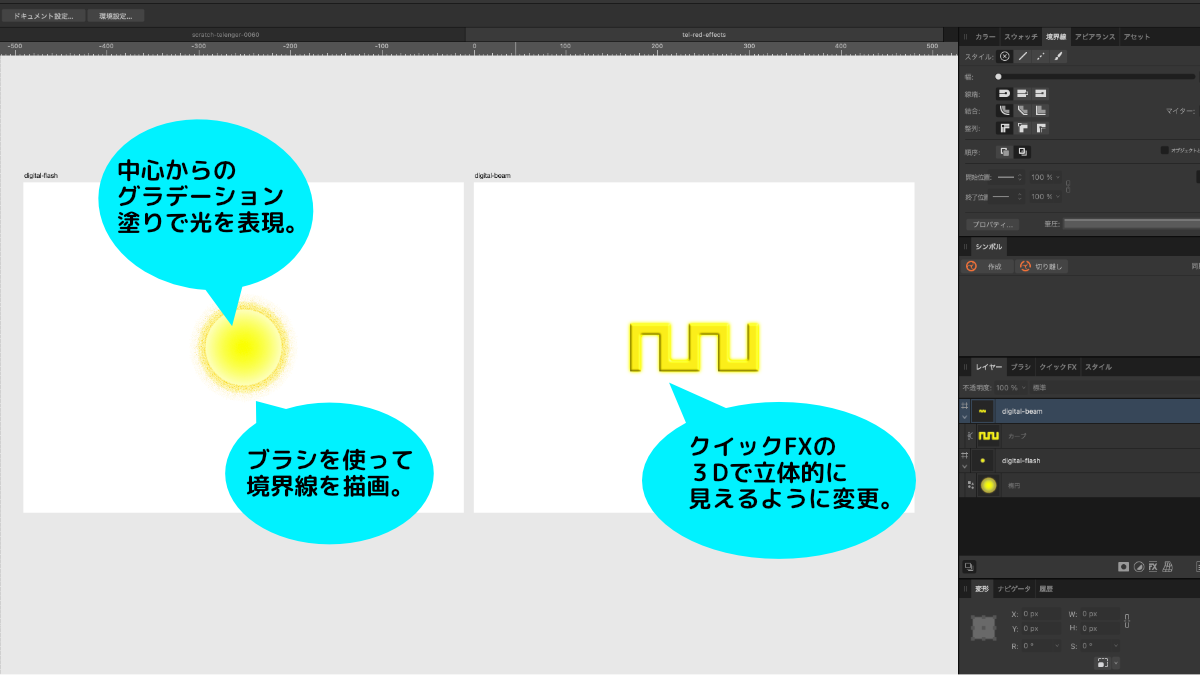 ドキュメント設定...
環境設定...
scratch-telenger-0060
tel-red-effects
-500
-400
-300
-200
-100
0
100
200
300
400
500
digital-flash
digital-beam
中心からの
グラデーション
塗りで光を表現。
ブラシを使って
境界線を描画。
クイックFXの
３Dで立体的に
見えるように変更。
カラー スウォッチ 境界線 アピアランス アセット
スタイル:
幅:
線端:
結合: マイター:
整列:
順序:
開始位置: 100 %
終了位置 100 %
プロパティ... 筆圧:
シンボル
作成 切り離し
レイヤー ブラシ クイック FX スタイル
不透明度: 100 % 標準
digital-beam
カーブ
digital-flash
楕円
変形 ナビゲータ 履歴
X: 0 px W: 0 px
Y: 0 px H: 0 px
R: 0 ° S: 0 °